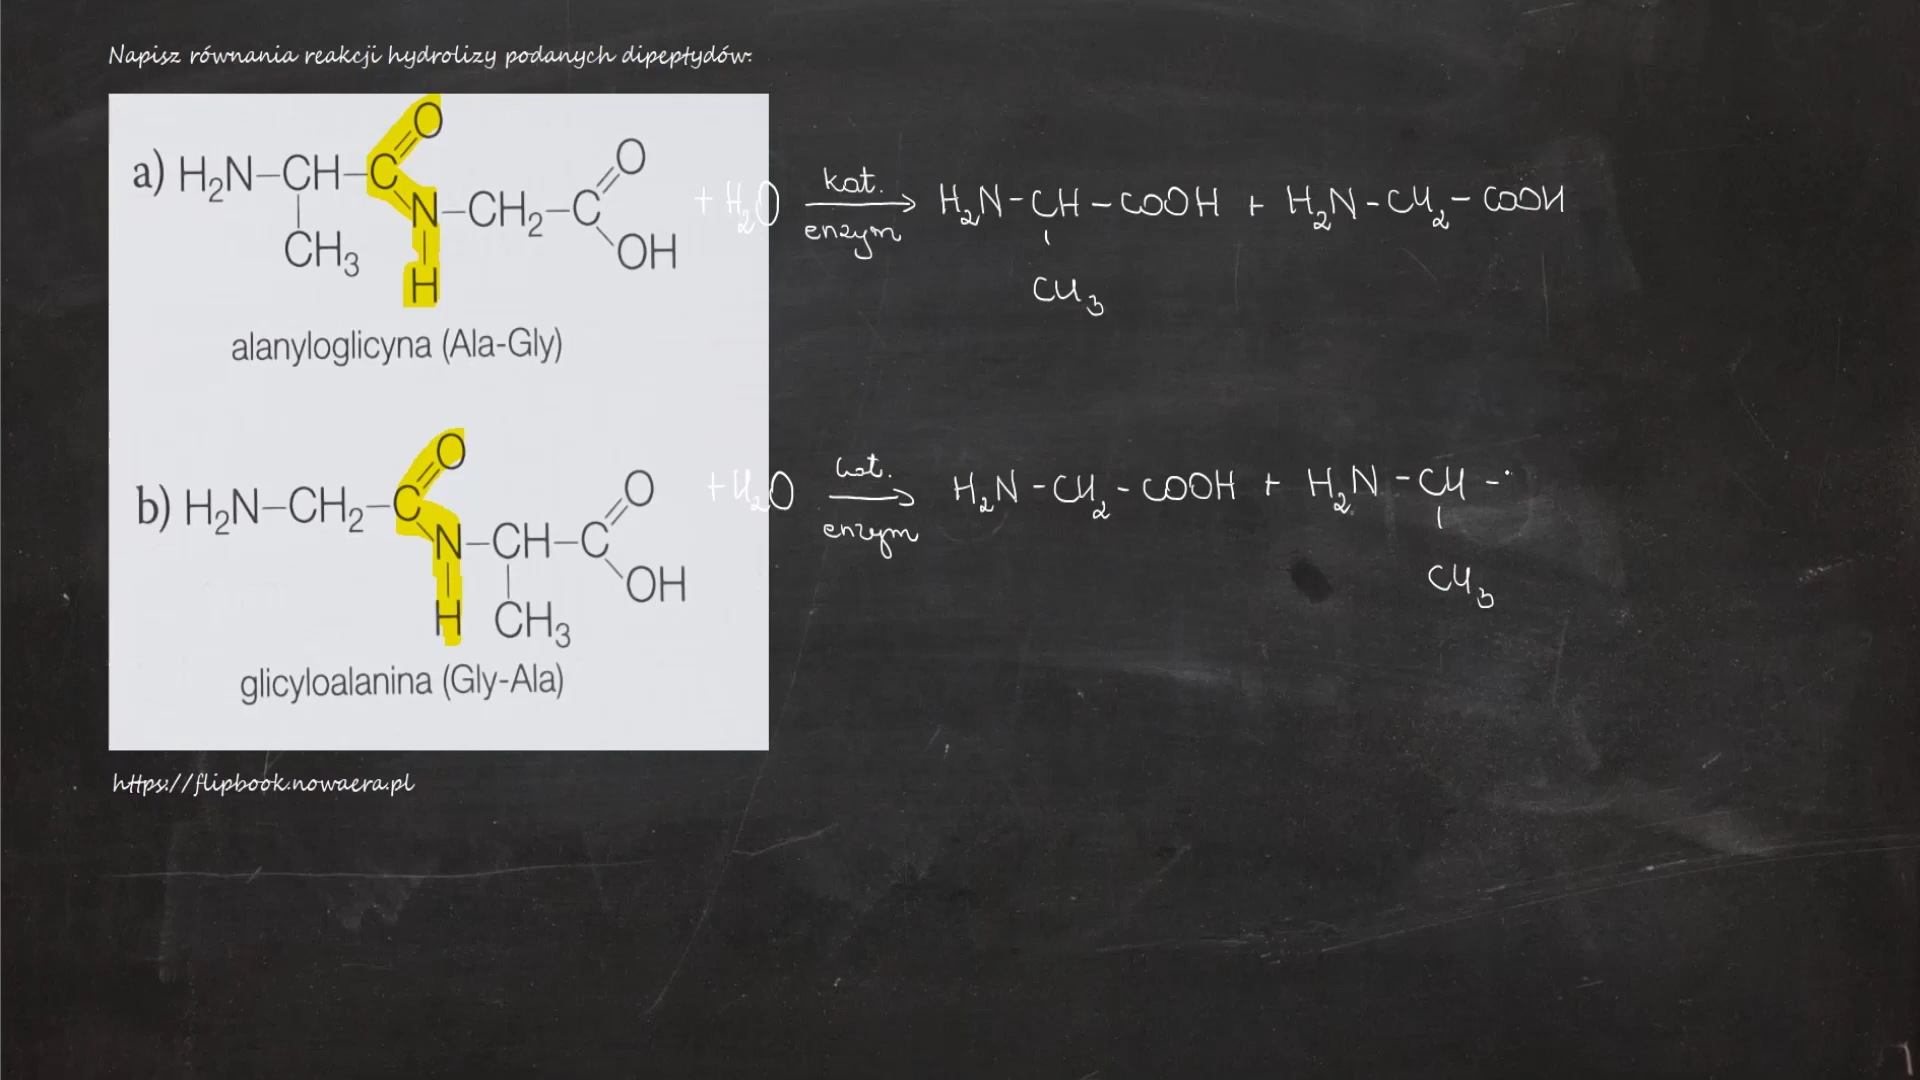 Napisz równania reakcji hydrolizy podanych dipeptydów:
O
a) H₂N–CH–C O kat.
N–CH₂–C + H₂O → H₂N-CH-COOH + H₂N-CH₂-COOH
CH₃ OH enzym
H CH₃
alanyloglicyna (Ala-Gly)
O
b) H₂N–CH₂–C O kat.
N–CH–C + H₂O → H₂N-CH₂-COOH + H₂N-CH-
OH enzym
H CH₃ CH₃
glicyloalanina (Gly-Ala)
https://flipbook.nowaera.pl
1